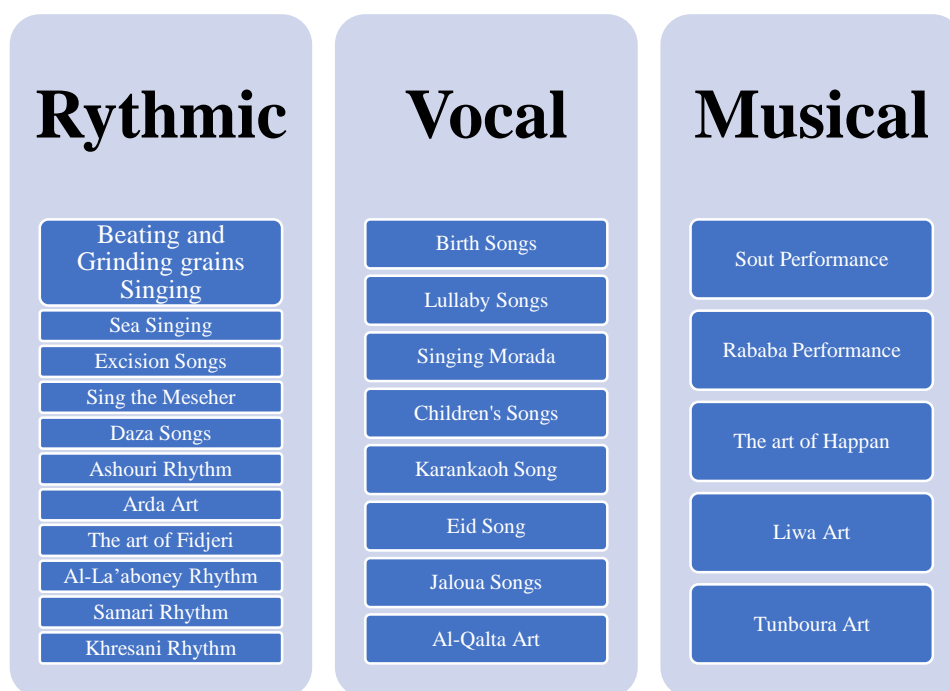 Rythmic
Beating and
Grinding grains
Singing
Sea Singing
Excision Songs
Sing the Meseher
Daza Songs
Ashouri Rhythm
Arda Art
The art of Fidjeri
Al-La’aboney Rhythm
Samari Rhythm
Khresani Rhythm
Vocal
Birth Songs
Lullaby Songs
Singing Morada
Children's Songs
Karankaoh Song
Eid Song
Jaloua Songs
Al-Qalta Art
Musical
Sout Performance
Rababa Performance
The art of Happan
Liwa Art
Tunboura Art